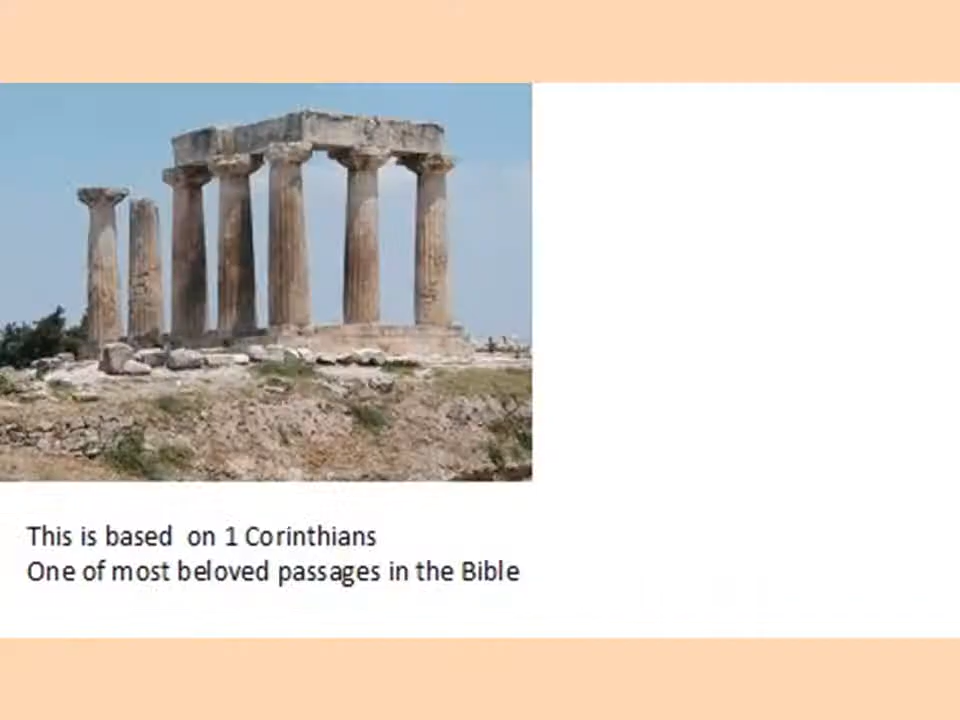 This is based on 1 Corinthians
One of most beloved passages in the Bible